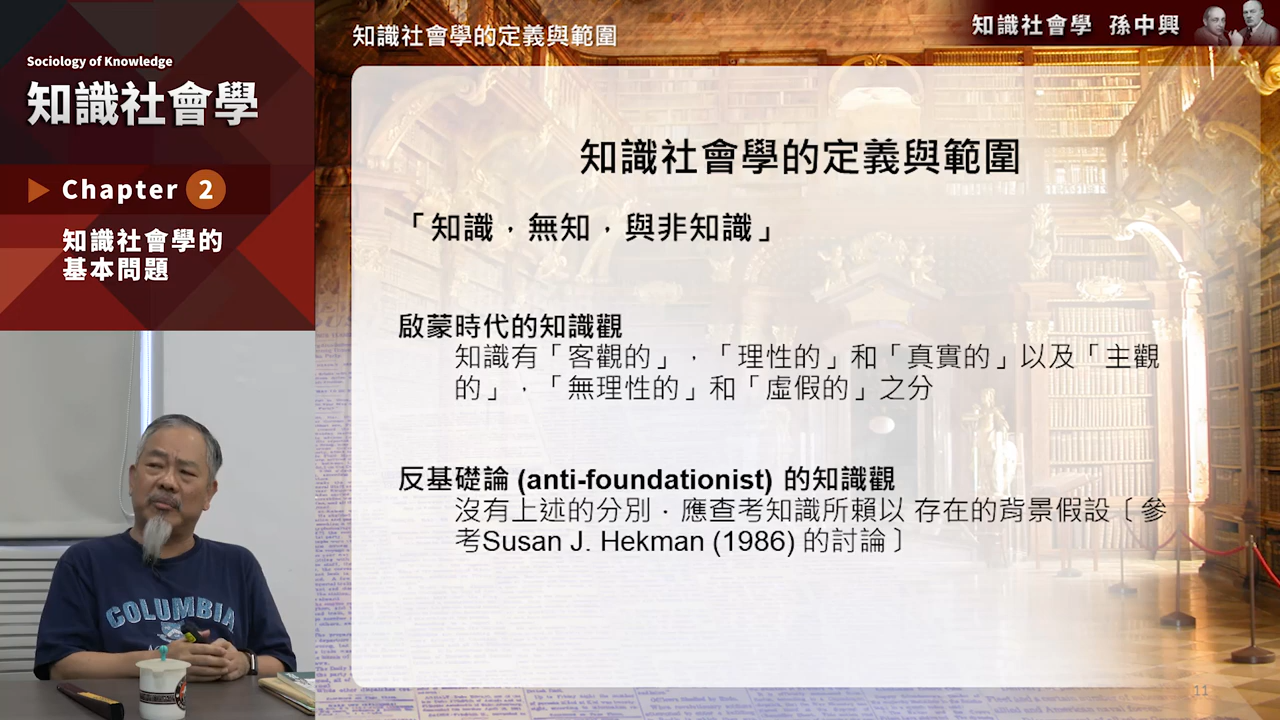 Sociology of Knowledge
知識社會學
Chapter 2
知識社會學的
基本問題
知識社會學的定義與範圍
知識社會學 孫中興
知識社會學的定義與範圍
「知識，無知，與非知識」
啟蒙時代的知識觀
知識有「客觀的」，「理性的」和「真實的」以及「主觀
的」，「無理性的」和「虛假的」之分
反基礎論 (anti-foundationist) 的知識觀
沒有上述的分別．應查考知識所賴以 存在的背景假設〔參
考Susan J. Hekman (1986) 的討論〕
COLUMBIA
11